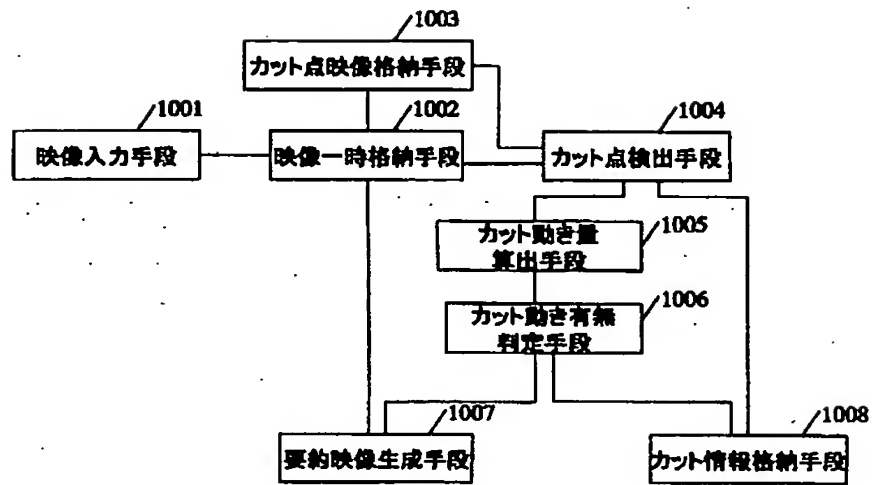 1003
カット点映像格納手段
1001
1002
1004
映像入力手段
映像一時格納手段
カット点検出手段
カット動き量
算出手段
1005
カット動き有無
判定手段
1006
1007
1008
要約映像生成手段
カット情報格納手段